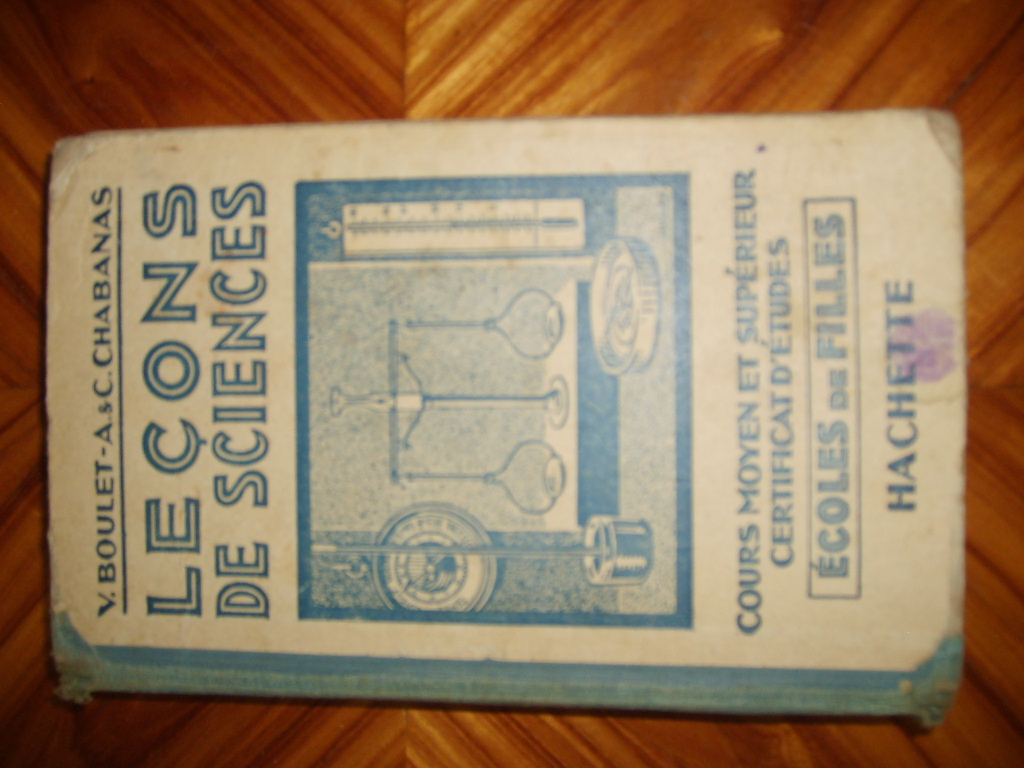 V. BOULET-A. & C. CHABANAS
LEÇONS
DE SCIENCES
COURS MOYEN ET SUPÉRIEUR
CERTIFICAT D'ÉTUDES
ÉCOLES DE FILLES
HACHETTE